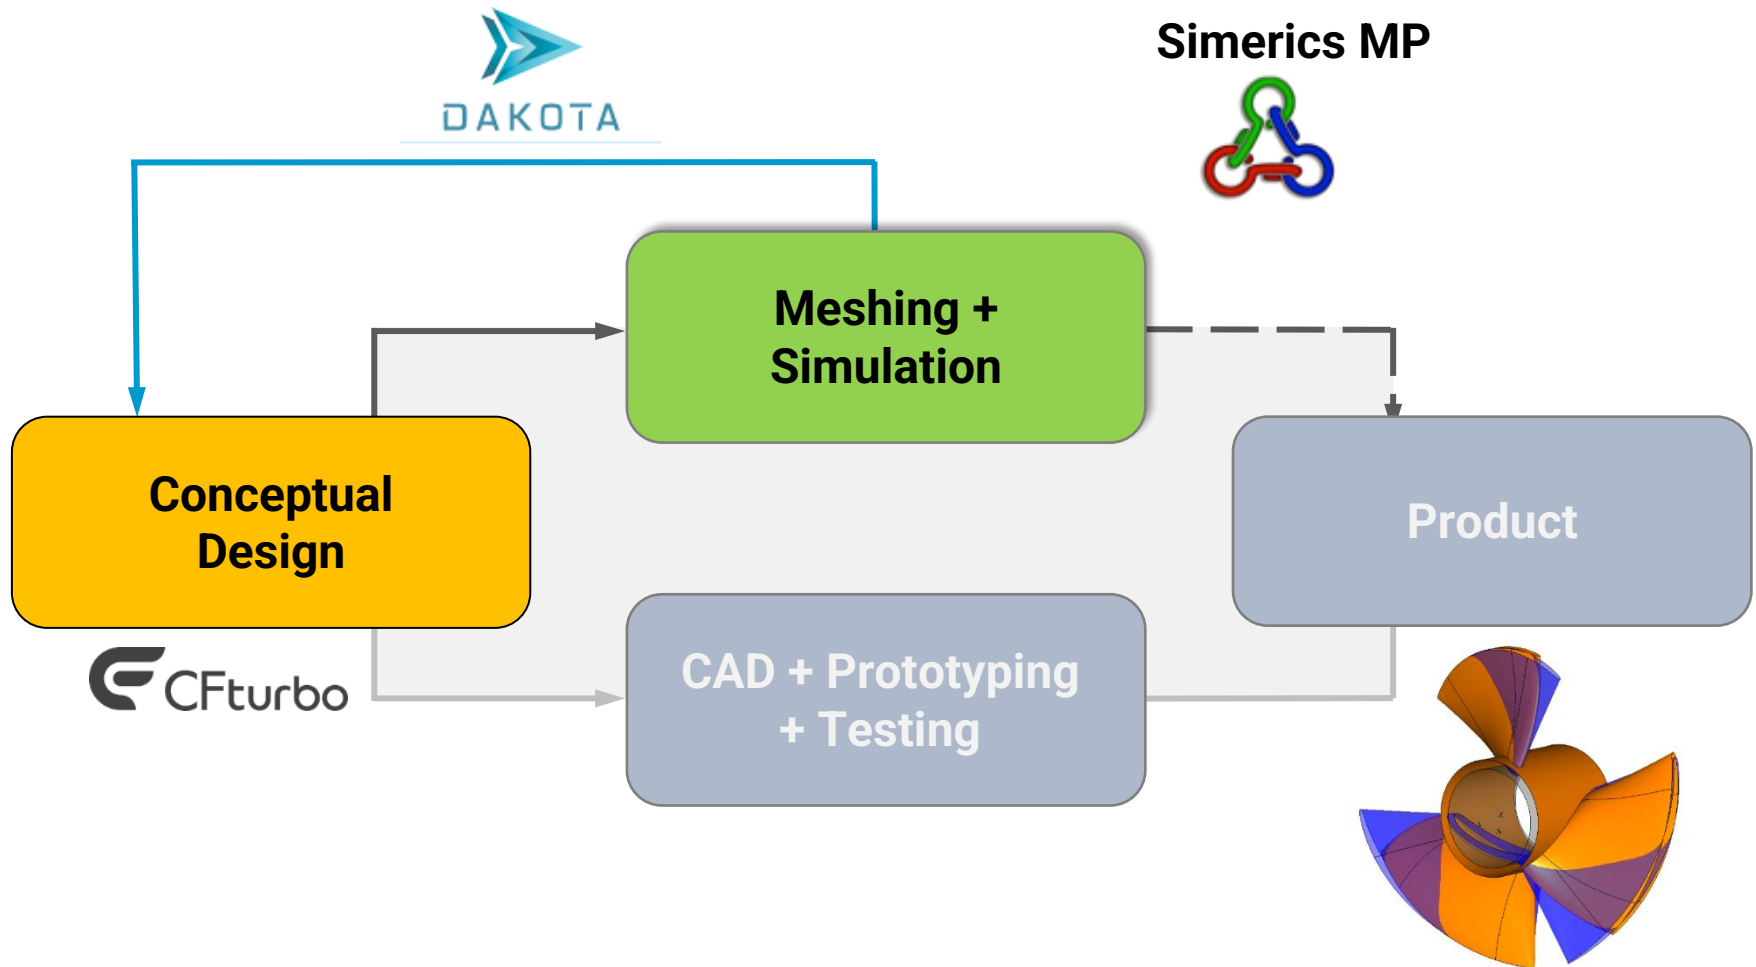 DAKOTA
Simerics MP
Meshing +
Simulation
Conceptual
Design
Product
CFturbo
CAD + Prototyping
+ Testing